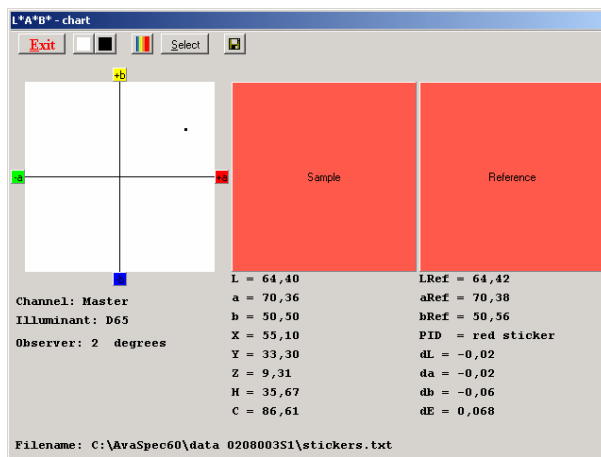 L*A*B* - chart
Exit Select
+b
-a
+a
Sample
Reference
L = 64,40
a = 70,36
b = 50,50
X = 55,10
Y = 33,30
Z = 9,31
H = 35,67
C = 86,61
LRef = 64,42
aRef = 70,38
bRef = 50,56
PID = red sticker
dL = -0,02
da = -0,02
db = -0,06
dE = 0,068
Channel: Master
Illuminant: D65
Observer: 2 degrees
Filename: C:\AvaSpec60\data 0208003S1\stickers.txt